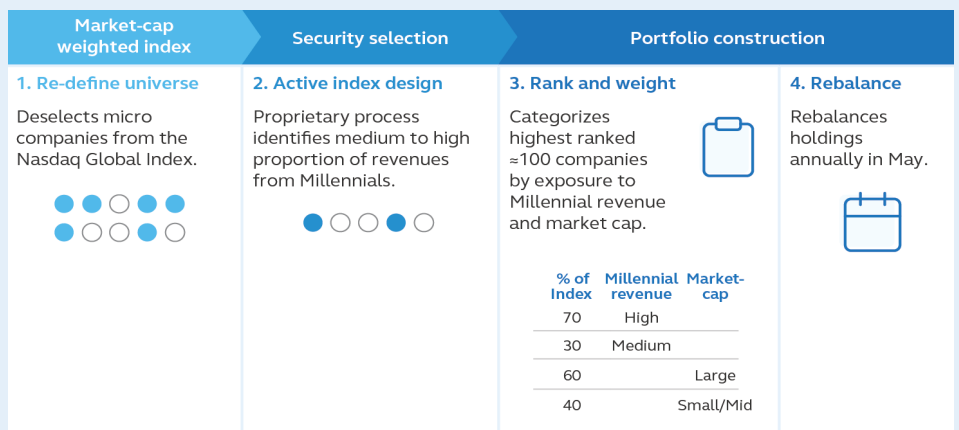 Market-cap
weighted index
Security selection
Portfolio construction
1. Re-define universe
Deselects micro
companies from the
Nasdaq Global Index.
2. Active index design
Proprietary process
identifies medium to high
proportion of revenues
from Millennials.
3. Rank and weight
Categorizes
highest ranked
≈100 companies
by exposure to
Millennial revenue
and market cap.
% of Millennial Market-
Index revenue cap
70 High
30 Medium
60 Large
40 Small/Mid
4. Rebalance
Rebalances
holdings
annually in May.